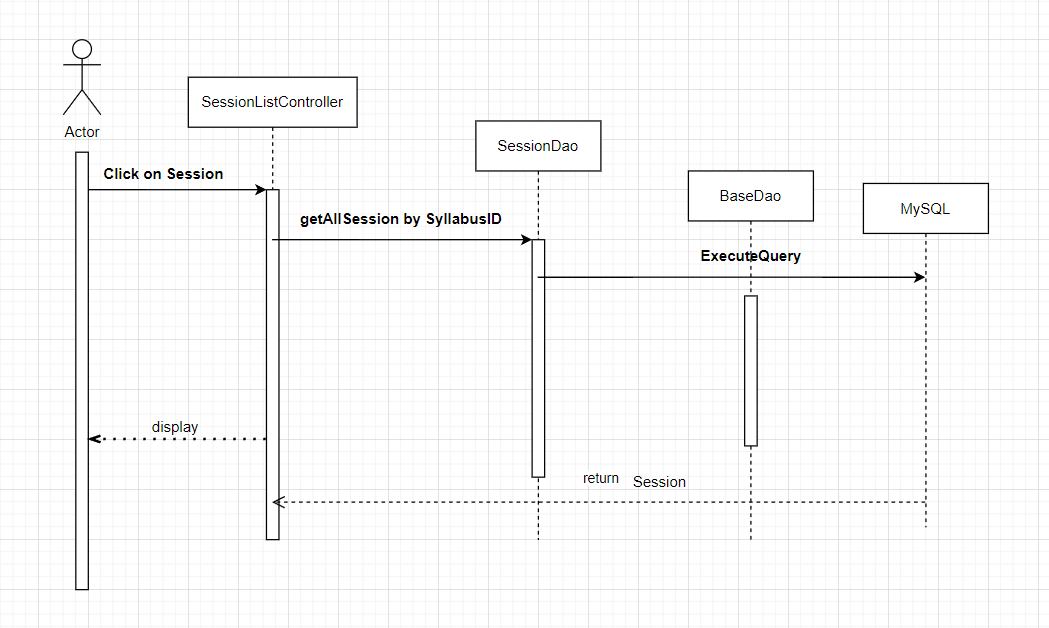 Actor
SessionListController
SessionDao
BaseDao
MySQL
Click on Session
getAllSession by SyllabusID
ExecuteQuery
display
return Session